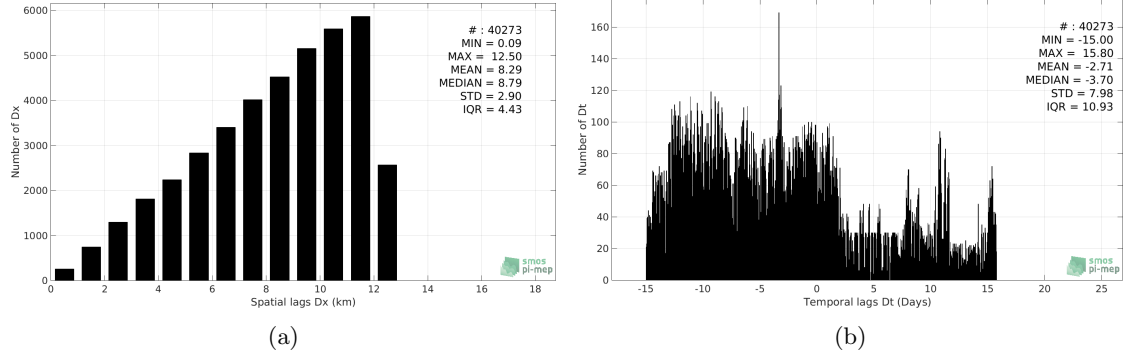 6000
5000
4000
3000
2000
1000
0
Number of Dx
# : 40273
MIN = 0.09
MAX = 12.50
MEAN = 8.29
MEDIAN = 8.79
STD = 2.90
IQR = 4.43
smos
pi-mep
0 2 4 6 8 10 12 14 16 18
Spatial lags Dx (km)
(a)
160
140
120
100
80
60
40
20
0
Number of Dt
# : 40273
MIN = -15.00
MAX = 15.80
MEAN = -2.71
MEDIAN = -3.70
STD = 7.98
IQR = 10.93
smos
pi-mep
-15 -10 -5 0 5 10 15 20 25
Temporal lags Dt (Days)
(b)